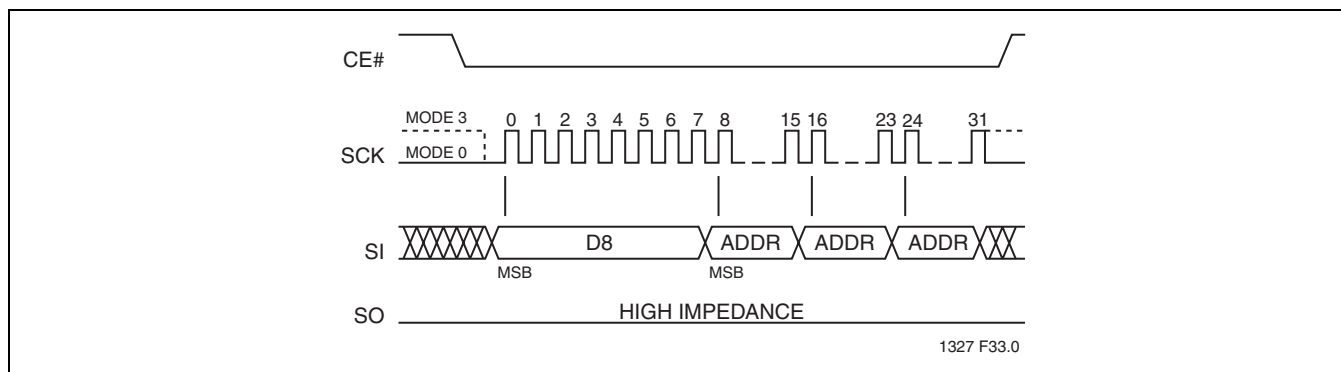 CE#
MODE 3
0 1 2 3 4 5 6 7 8 15 16 23 24 31
SCK
MODE 0
SI
D8 ADDR ADDR ADDR
MSB MSB
SO
HIGH IMPEDANCE
1327 F33.0